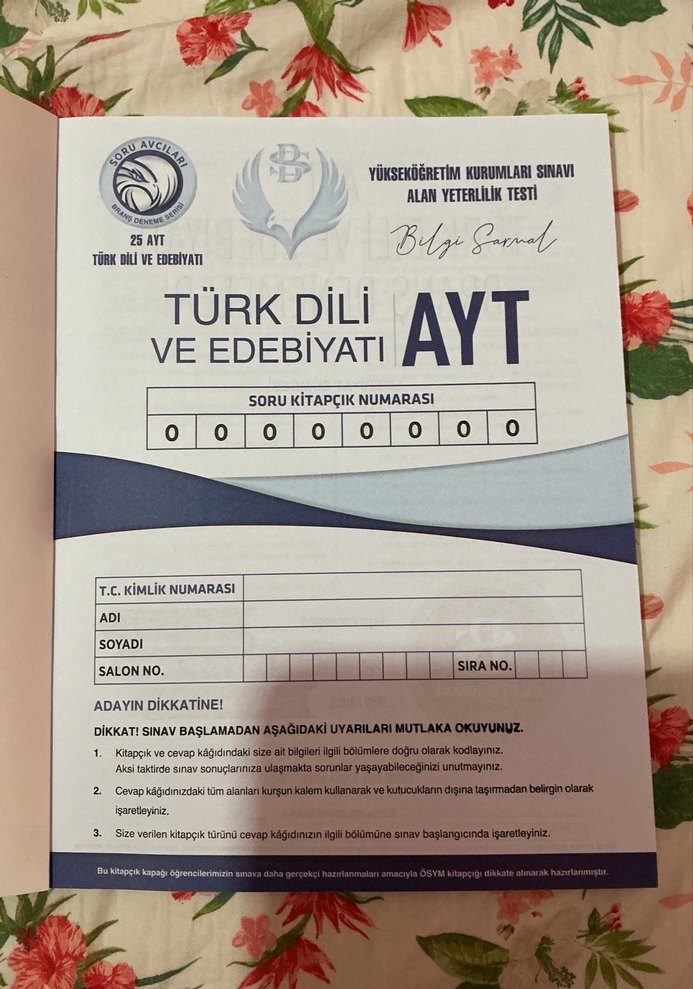 SORU AVCILARI
BRANŞ DENEME SERİSİ
25 AYT
TÜRK DİLİ VE EDEBİYATI
BS
YÜKSEKÖĞRETİM KURUMLARI SINAVI
ALAN YETERLİLİK TESTİ
Bilgi Sarmal
TÜRK DİLİ
VE EDEBİYATI
AYT
SORU KİTAPÇIK NUMARASI
0 0 0 0 0 0 0 0
T.C. KİMLİK NUMARASI
ADI
SOYADI
SALON NO. SIRA NO.
ADAYIN DİKKATİNE!
DİKKAT! SINAV BAŞLAMADAN AŞAĞIDAKİ UYARILARI MUTLAKA OKUYUNUZ.
1. Kitapçık ve cevap kâğıdındaki size ait bilgileri ilgili bölümlere doğru olarak kodlayınız.
Aksi taktirde sınav sonuçlarınıza ulaşmakta sorunlar yaşayabileceğinizi unutmayınız.
2. Cevap kâğıdınızdaki tüm alanları kurşun kalem kullanarak ve kutucukların dışına taşırmadan belirgin olarak
işaretleyiniz.
3. Size verilen kitapçık türünü cevap kâğıdınızın ilgili bölümüne sınav başlangıcında işaretleyiniz.
Bu kitapçık kapağı öğrencilerimizin sınava daha gerçekçi hazırlanmaları amacıyla ÖSYM kitapçığı dikkate alınarak hazırlanmıştır.